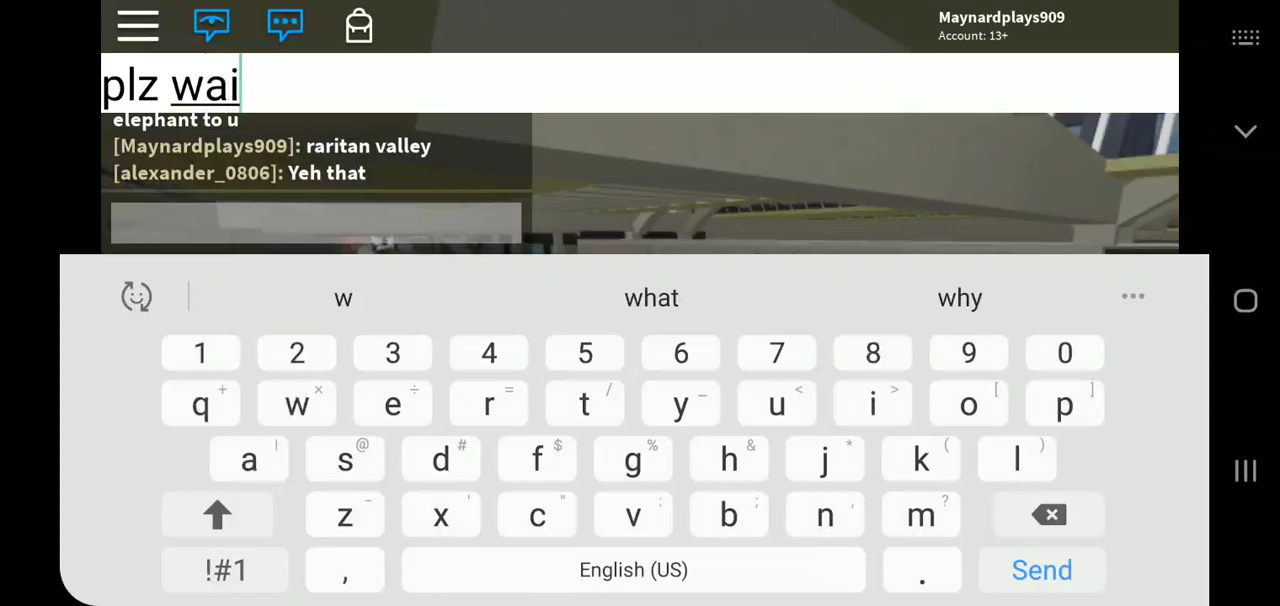 Maynardplays909
Account: 13+
plz wai
elephant to u
[Maynardplays909]: raritan valley
[alexander_0806]: Yeh that
w what why
1 2 3 4 5 6 7 8 9 0
q + w × e ÷ r = t / y _ u < i > o [ p ]
a ! s @ d # f $ g % h & j * k ( l )
z - x ' c " v : b ; n , m ?
!#1 , English (US) . Send